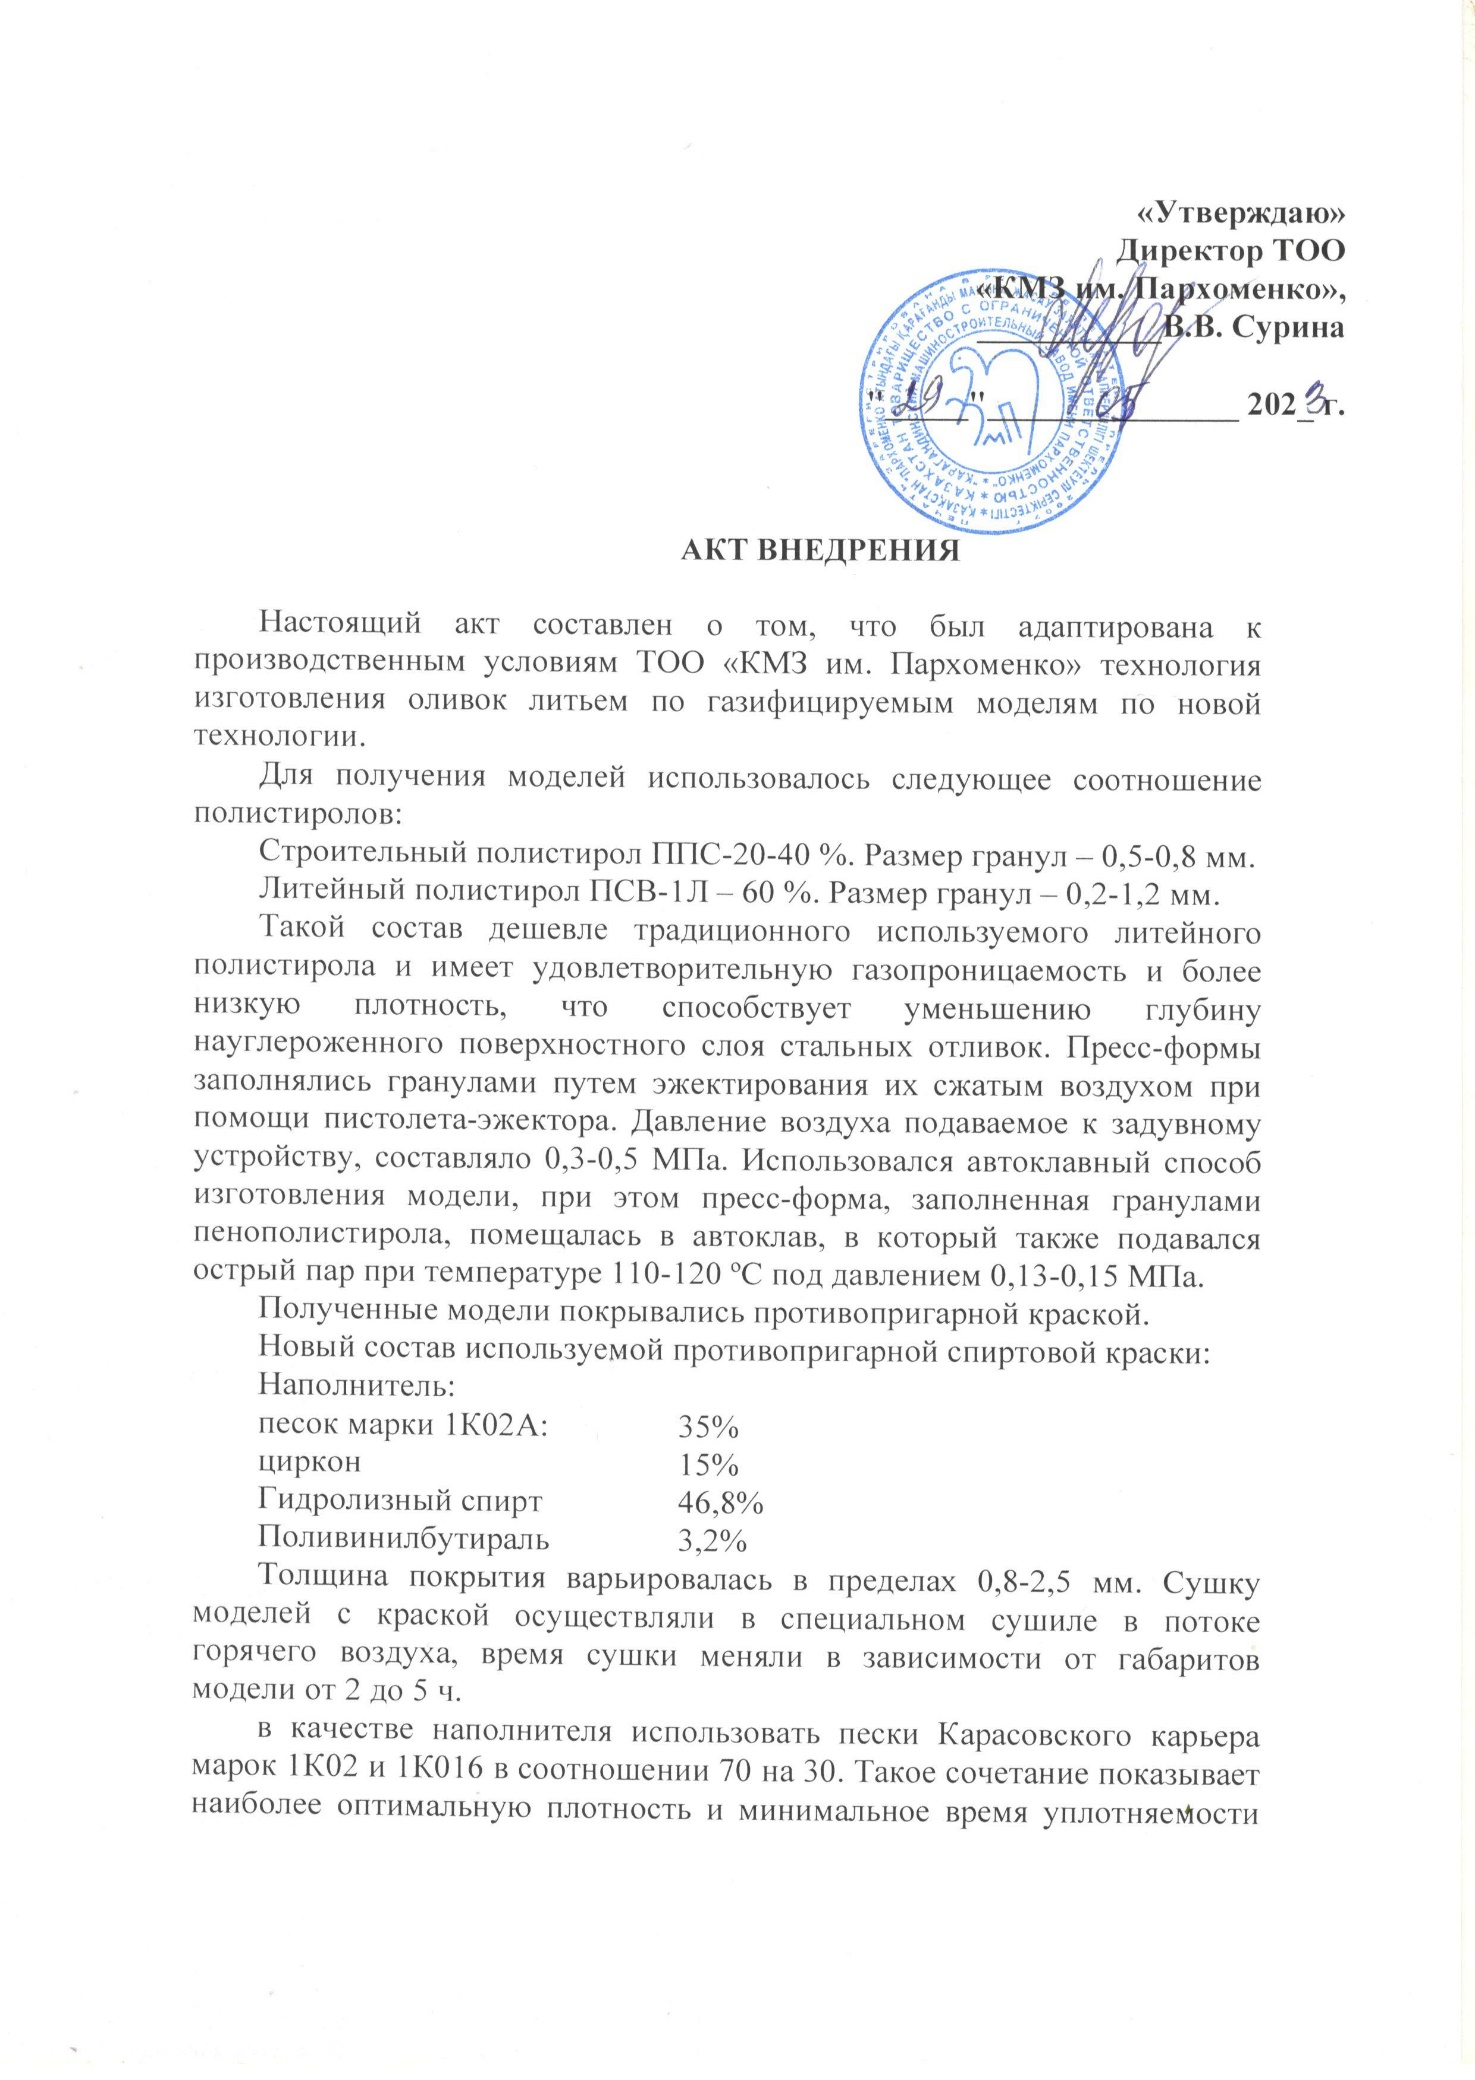 «Утверждаю»
Директор ТОО
«КМЗ им. Пархоменко»,
____________В.В. Сурина
"29" 05 2023 г.
АКТ ВНЕДРЕНИЯ
Настоящий акт составлен о том, что был адаптирована к
производственным условиям ТОО «КМЗ им. Пархоменко» технология
изготовления оливок литьем по газифицируемым моделям по новой
технологии.
Для получения моделей использовалось следующее соотношение
полистиролов:
Строительный полистирол ППС-20-40 %. Размер гранул – 0,5-0,8 мм.
Литейный полистирол ПСВ-1Л – 60 %. Размер гранул – 0,2-1,2 мм.
Такой состав дешевле традиционного используемого литейного
полистирола и имеет удовлетворительную газопроницаемость и более
низкую плотность, что способствует уменьшению глубину
науглероженного поверхностного слоя стальных отливок. Пресс-формы
заполнялись гранулами путем эжектирования их сжатым воздухом при
помощи пистолета-эжектора. Давление воздуха подаваемое к задувному
устройству, составляло 0,3-0,5 МПа. Использовался автоклавный способ
изготовления модели, при этом пресс-форма, заполненная гранулами
пенополистирола, помещалась в автоклав, в который также подавался
острый пар при температуре 110-120 ºС под давлением 0,13-0,15 МПа.
Полученные модели покрывались противопригарной краской.
Новый состав используемой противопригарной спиртовой краски:
Наполнитель:
песок марки 1К02А: 35%
циркон 15%
Гидролизный спирт 46,8%
Поливинилбутираль 3,2%
Толщина покрытия варьировалась в пределах 0,8-2,5 мм. Сушку
моделей с краской осуществляли в специальном сушиле в потоке
горячего воздуха, время сушки меняли в зависимости от габаритов
модели от 2 до 5 ч.
в качестве наполнителя использовать пески Карасовского карьера
марок 1К02 и 1К016 в соотношении 70 на 30. Такое сочетание показывает
наиболее оптимальную плотность и минимальное время уплотняемости